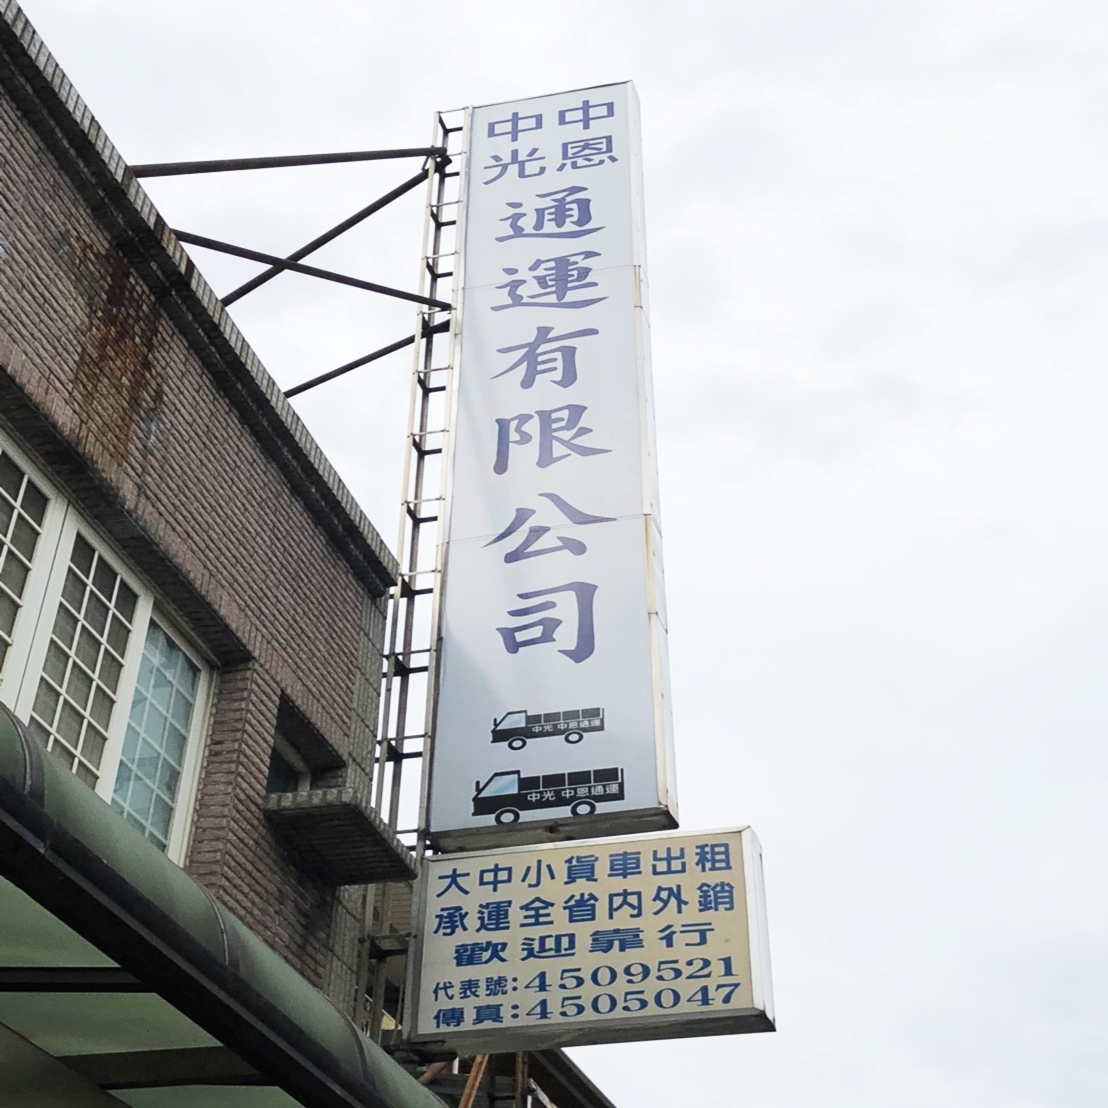 中光
中恩
通運有限公司
中光 中恩通運
中光 中恩通運
大中小貨車出租
承運全省内外銷
歡迎靠行
代表號:4509521
傳真:4505047